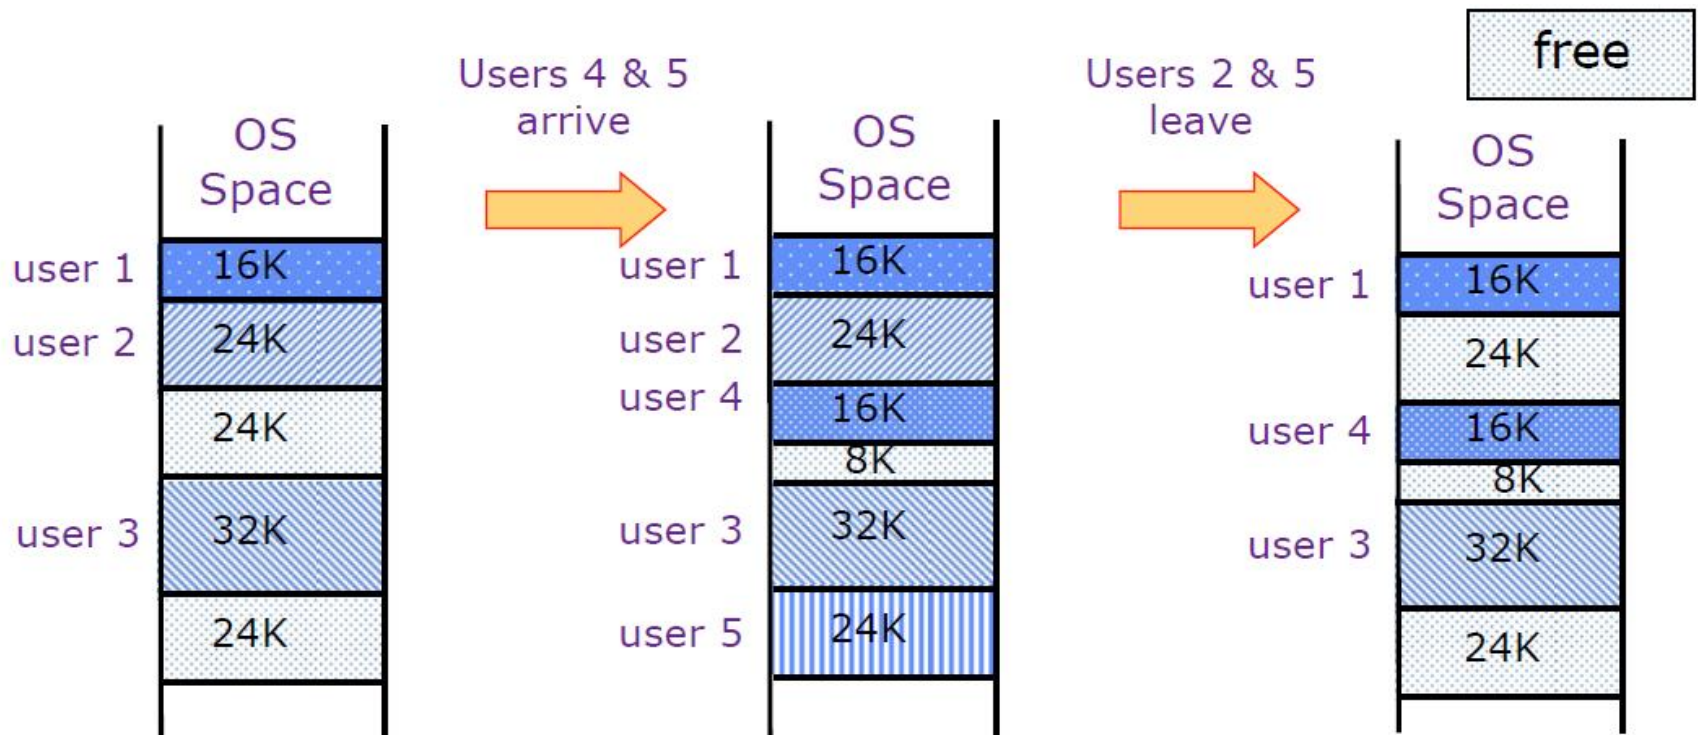 free
Users 4 & 5
arrive
Users 2 & 5
leave
OS
Space
user 1
16K
user 2
24K
24K
user 3
32K
24K
OS
Space
user 1
16K
user 2
24K
user 4
16K
8K
user 3
32K
user 5
24K
OS
Space
user 1
16K
24K
user 4
16K
8K
user 3
32K
24K